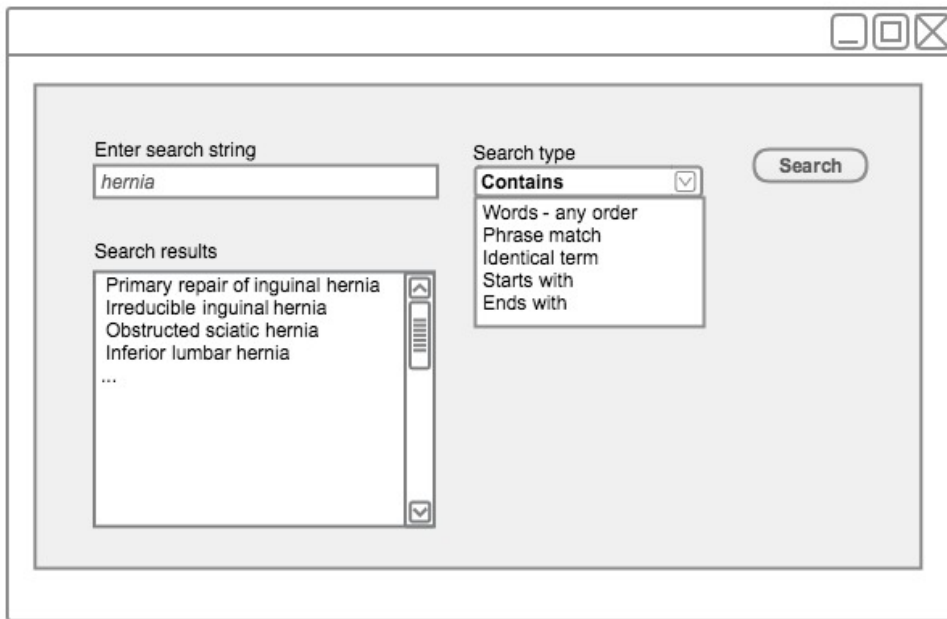 Enter search string
hernia
Search type
Contains
Search
Words - any order
Phrase match
Identical term
Starts with
Ends with
Search results
Primary repair of inguinal hernia
Irreducible inguinal hernia
Obstructed sciatic hernia
Inferior lumbar hernia
...